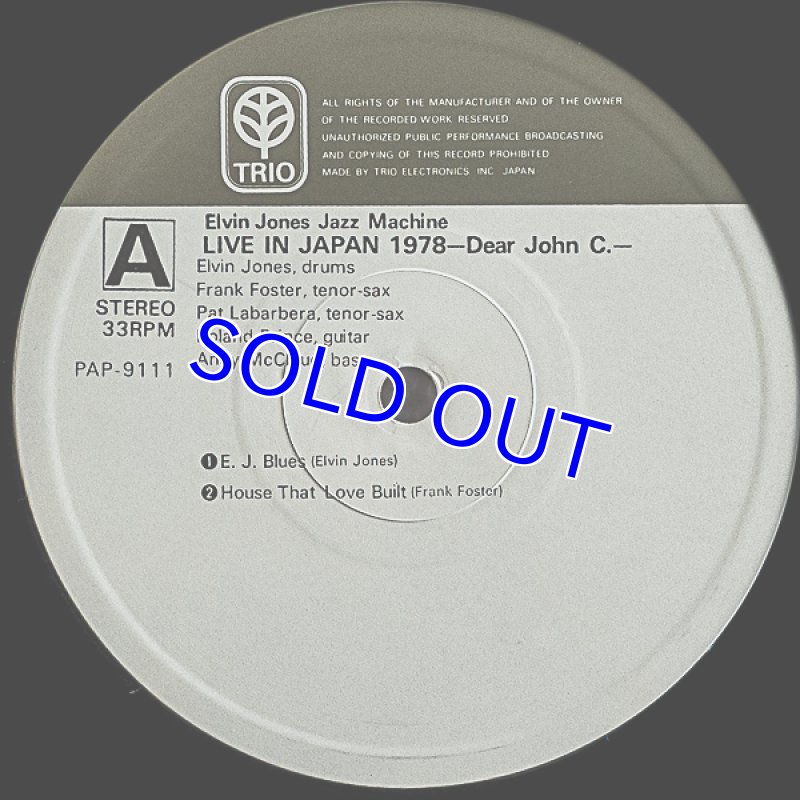 TRIO
ALL RIGHTS OF THE MANUFACTURER AND OF THE OWNER
OF THE RECORDED WORK RESERVED
UNAUTHORIZED PUBLIC PERFORMANCE BROADCASTING
AND COPYING OF THIS RECORD PROHIBITED
MADE BY TRIO ELECTRONICS INC. JAPAN
A
STEREO
33RPM
PAP-9111
Elvin Jones Jazz Machine
LIVE IN JAPAN 1978—Dear John C.—
Elvin Jones, drums
Frank Foster, tenor-sax
Pat Labarbera, tenor-sax
guitar
SOLD OUT
❶ E. J. Blues (Elvin Jones)
❷ House That Love Built (Frank Foster)